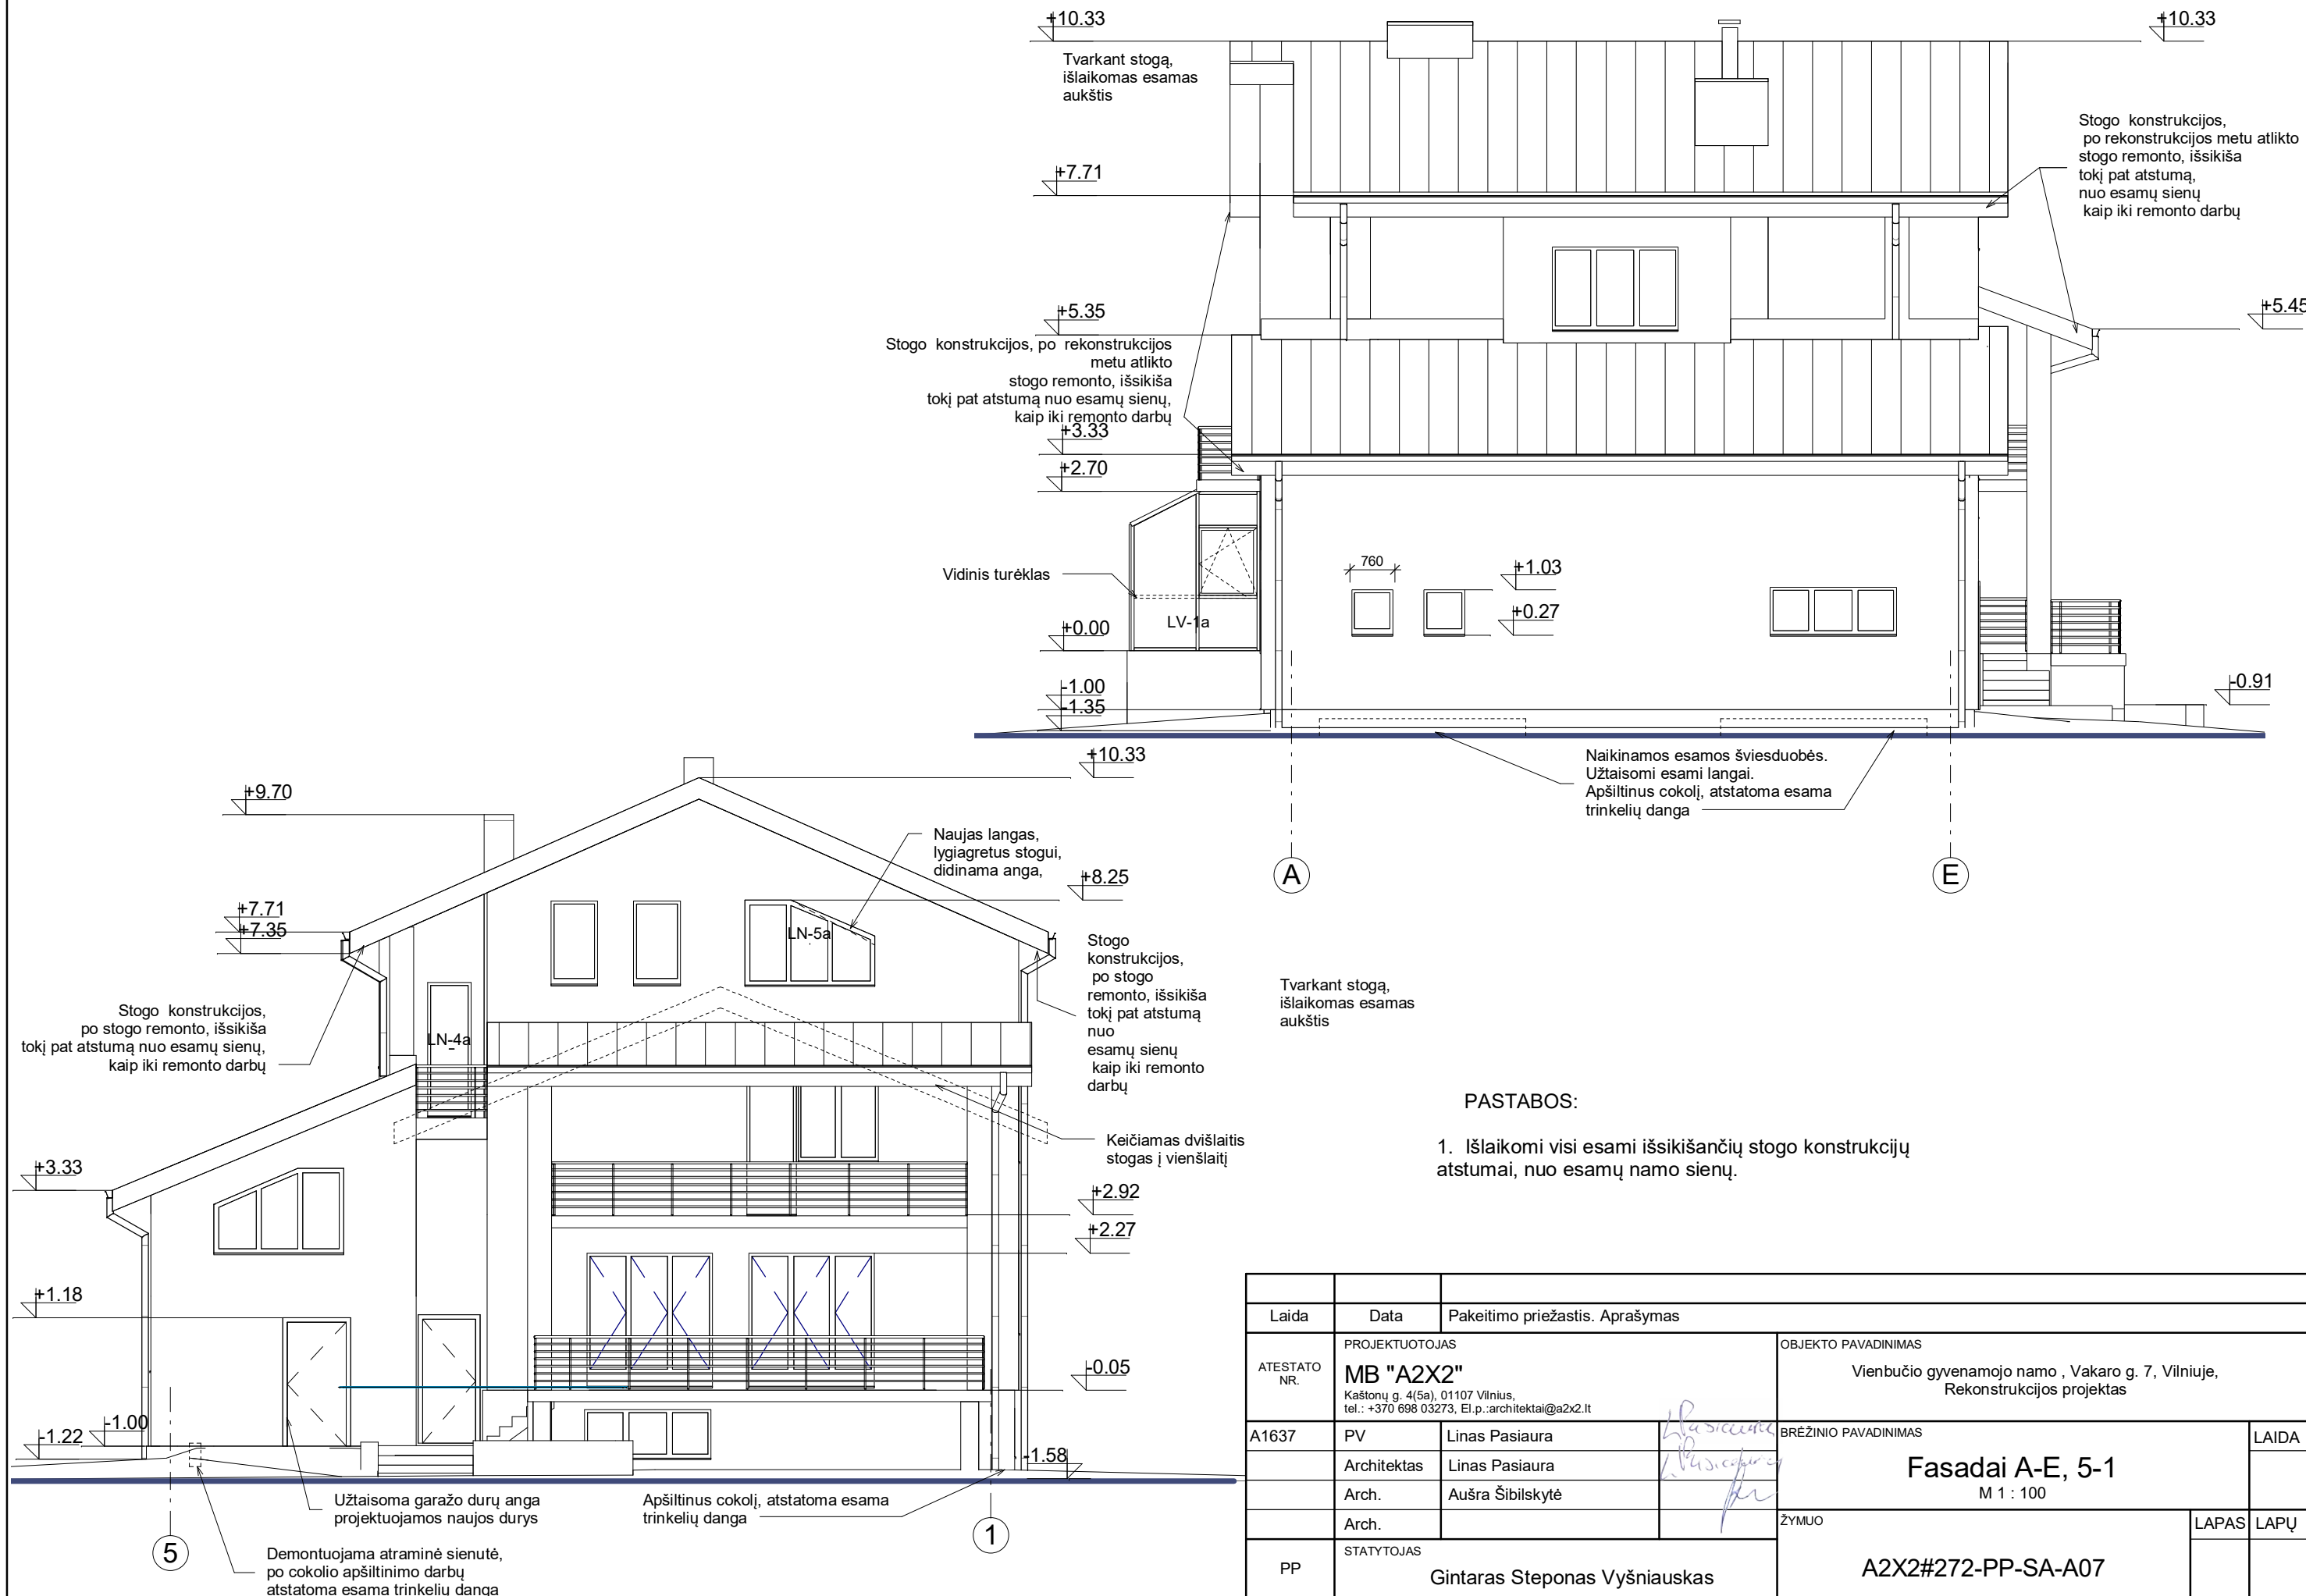 +10.33
+10.33
Tvarkant stogą,
išlaikomas esamas
aukštis
Stogo konstrukcijos,
po rekonstrukcijos metu atlikto
stogo remonto, išsikiša
tokį pat atstumą,
nuo esamų sienų
kaip iki remonto darbų
+7.71
+5.35
+5.45
Stogo konstrukcijos, po rekonstrukcijos
metu atlikto
stogo remonto, išsikiša
tokį pat atstumą nuo esamų sienų,
kaip iki remonto darbų
+3.33
+2.70
Vidinis turėklas
760
+1.03
+0.27
LV-1a
+0.00
-1.00
-1.35
-0.91
Naikinamos esamos šviesduobės.
Užtaisomi esami langai.
Apšiltinus cokolį, atstatoma esama
trinkelių danga
A
E
+10.33
+9.70
Naujas langas,
lygiagretus stogui,
didinama anga,
+8.25
+7.71
+7.35
LN-5a
Stogo
konstrukcijos,
po stogo
remonto, išsikiša
tokį pat atstumą
nuo
esamų sienų
kaip iki remonto
darbų
Tvarkant stogą,
išlaikomas esamas
aukštis
Stogo konstrukcijos,
po stogo remonto, išsikiša
tokį pat atstumą nuo esamų sienų,
kaip iki remonto darbų
LN-4a
Keičiamas dvišlaitis
stogas į vienšlaitį
+3.33
+2.92
+2.27
+1.18
-0.05
-1.00
-1.22
-1.58
Užtaisoma garažo durų anga
projektuojamos naujos durys
Apšiltinus cokolį, atstatoma esama
trinkelių danga
5
1
Demontuojama atraminė sienutė,
po cokolio apšiltinimo darbų
atstatoma esama trinkelių danga
PASTABOS:
1. Išlaikomi visi esami išsikišančių stogo konstrukcijų
atstumai, nuo esamų namo sienų.
Laida Data Pakeitimo priežastis. Aprašymas
ATESTATO
NR.
PROJEKTUOTOJAS
MB "A2X2"
Kaštonų g. 4(5a), 01107 Vilnius,
tel.: +370 698 03273, El.p.:architektai@a2x2.lt
OBJEKTO PAVADINIMAS
Vienbučio gyvenamojo namo , Vakaro g. 7, Vilniuje,
Rekonstrukcijos projektas
A1637 PV Linas Pasiaura
Architektas Linas Pasiaura
Arch. Aušra Šibilskytė
Arch.
BRĖŽINIO PAVADINIMAS
Fasadai A-E, 5-1
M 1 : 100
LAIDA
PP
STATYTOJAS
Gintaras Steponas Vyšniauskas
ŽYMUO
A2X2#272-PP-SA-A07
LAPAS LAPŲ